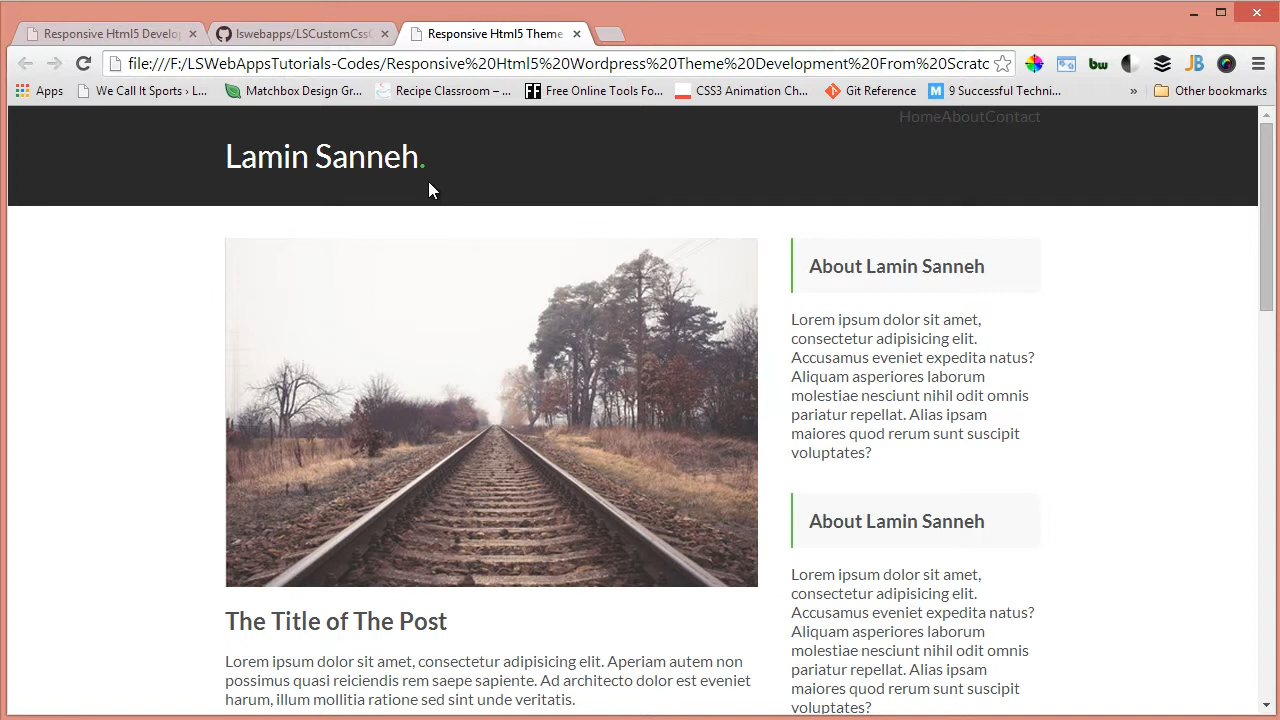 Responsive Html5 Develop
lswebapps/LSCustomCss
Responsive Html5 Theme
file:///F:/LSWebAppsTutorials-Codes/Responsive%20Html5%20Wordpress%20Theme%20Development%20From%20Scratc
bw
JB
Apps
We Call It Sports › L...
Matchbox Design Gr...
Recipe Classroom – ...
FF
Free Online Tools Fo...
CSS3 Animation Ch...
Git Reference
M
9 Successful Techni...
»
Other bookmarks
HomeAboutContact
Lamin Sanneh.
About Lamin Sanneh
Lorem ipsum dolor sit amet,
consectetur adipisicing elit.
Accusamus eveniet expedita natus?
Aliquam asperiores laborum
molestiae nesciunt nihil odit omnis
pariatur repellat. Alias ipsam
maiores quod rerum sunt suscipit
voluptates?
About Lamin Sanneh
Lorem ipsum dolor sit amet,
consectetur adipisicing elit.
Accusamus eveniet expedita natus?
Aliquam asperiores laborum
molestiae nesciunt nihil odit omnis
pariatur repellat. Alias ipsam
maiores quod rerum sunt suscipit
voluptates?
The Title of The Post
Lorem ipsum dolor sit amet, consectetur adipisicing elit. Aperiam autem non
possimus quasi reiciendis rem saepe sapiente. Ad architecto dolor est eveniet
harum, illum mollitia ratione sed sint unde veritatis.